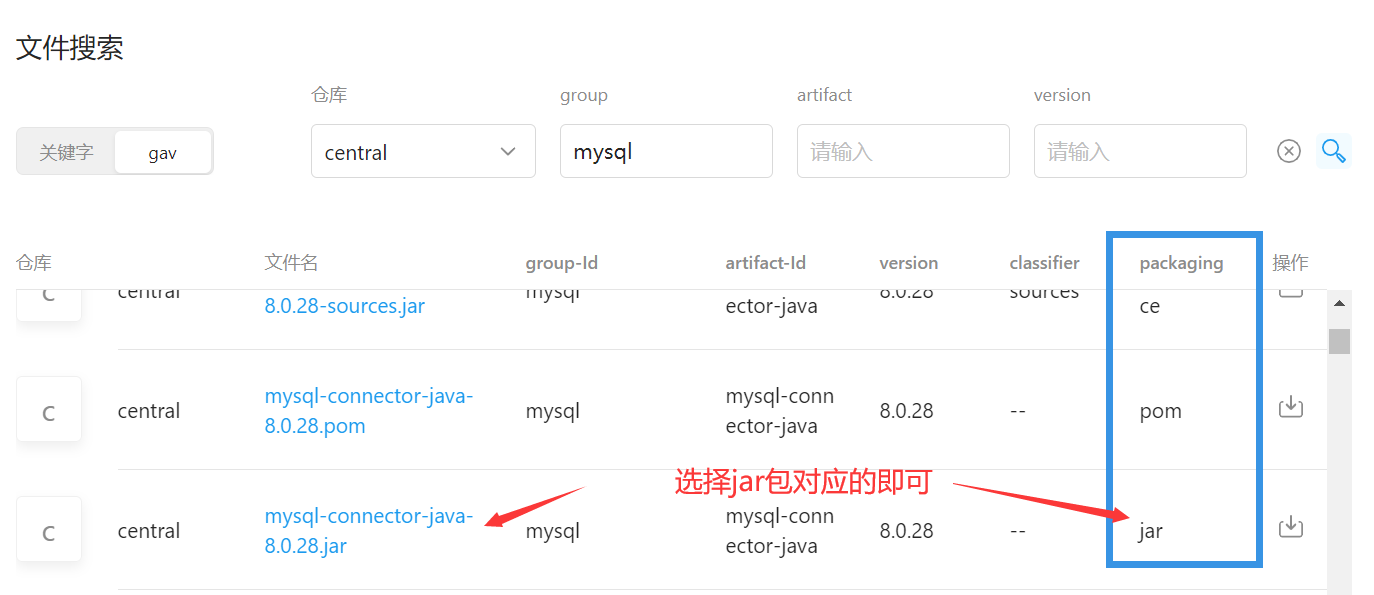 文件搜索
仓库 group artifact version
关键字 gav central mysql 请输入 请输入
仓库 文件名 group-Id artifact-Id version classifier packaging 操作
C central mysql 8.0.28 sources
8.0.28-sources.jar ector-java ce
mysql-connector-java- mysql-conn
C central mysql 8.0.28 -- pom
8.0.28.pom ector-java
选择jar包对应的即可
mysql-connector-java- mysql-conn
C central mysql 8.0.28 -- jar
8.0.28.jar ector-java